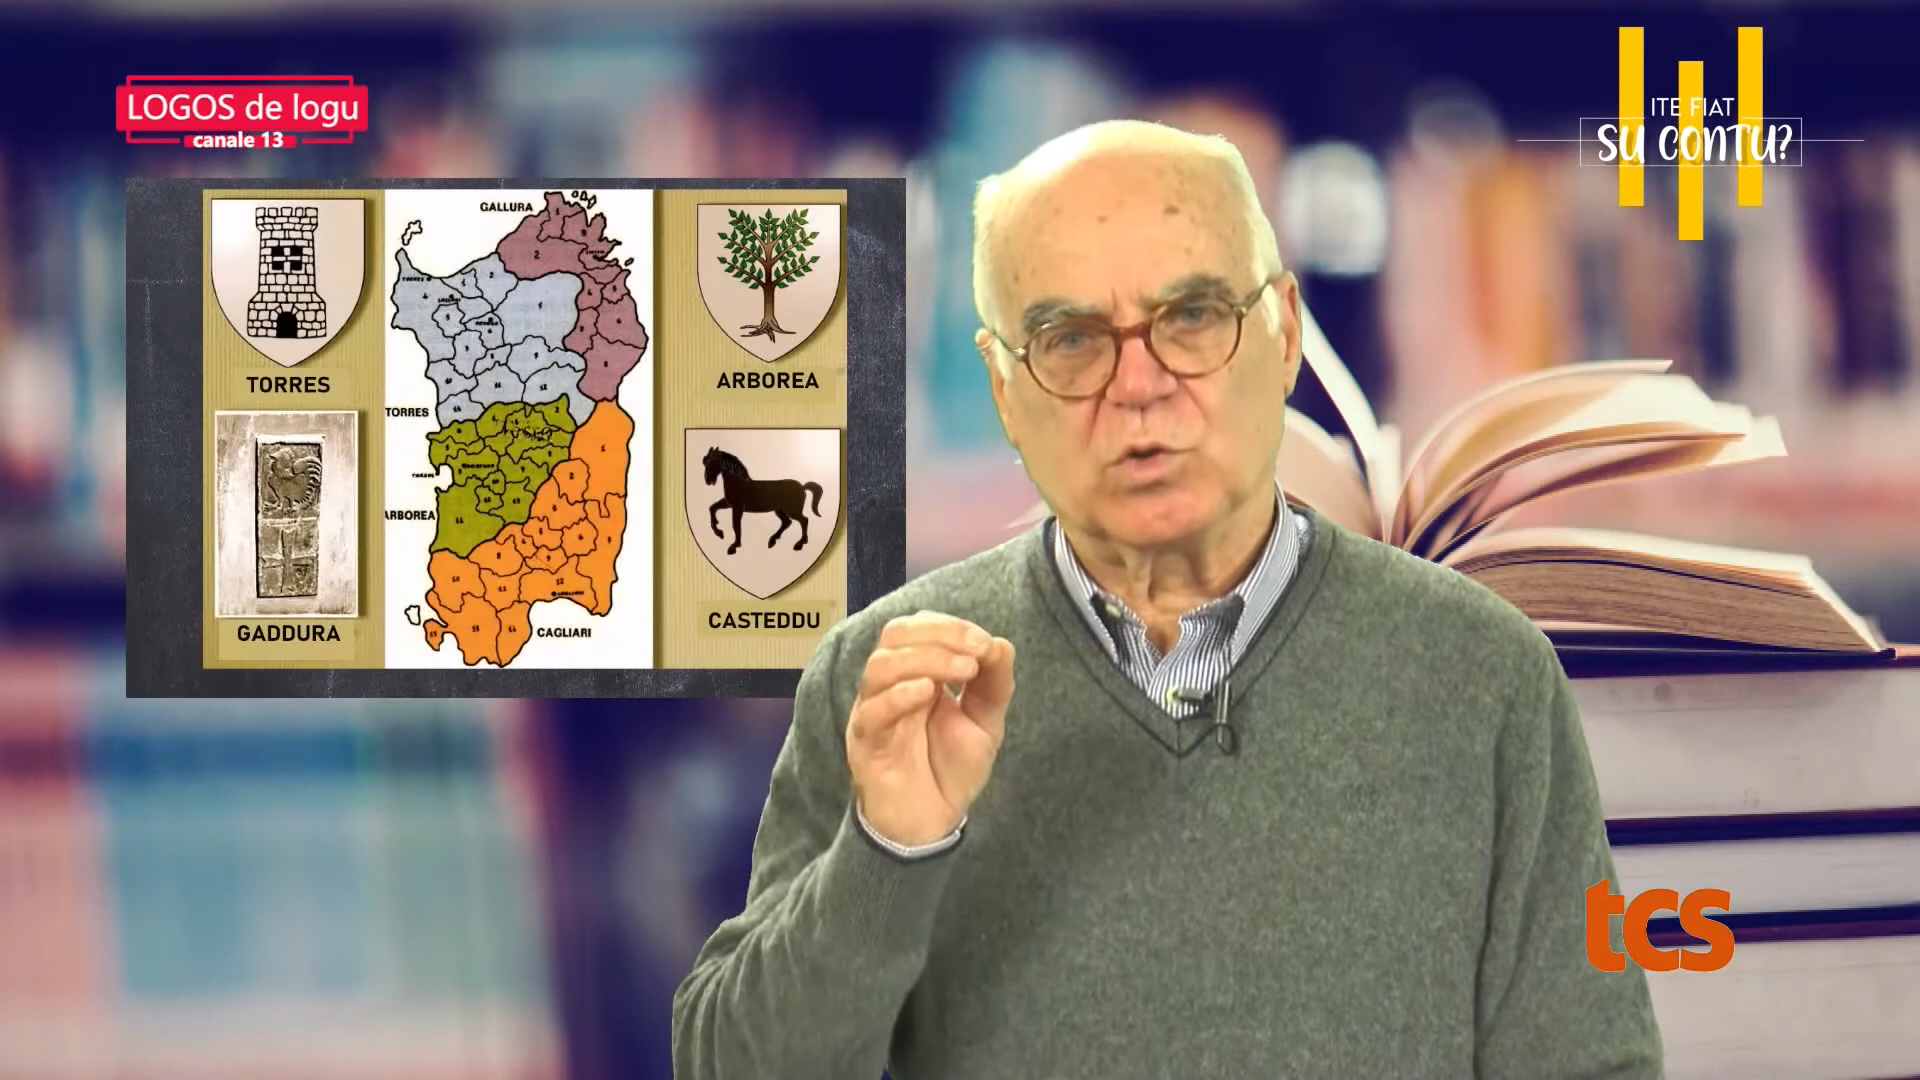 LOGOS de logu
canale 13
ITE FIAT
SU CONTU?
GALLURA
TORRES
ARBOREA
TORRES
ARBOREA
GADDURA
CASTEDDU
CAGLIARI
tcs